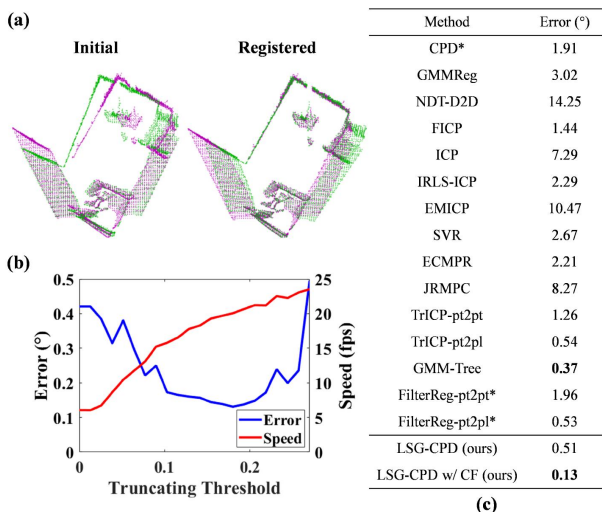 (a)
Initial Registered
(b)
0.5 25
0.4 20
0.3 15
0.2 10
0.1 5
0 0
0 0.1 0.2
Error (°)
Speed (fps)
Error
Speed
Truncating Threshold
Method Error (°)
CPD* 1.91
GMMReg 3.02
NDT-D2D 14.25
FICP 1.44
ICP 7.29
IRLS-ICP 2.29
EMICP 10.47
SVR 2.67
ECMPR 2.21
JRMPC 8.27
TrICP-pt2pt 1.26
TrICP-pt2pl 0.54
GMM-Tree 0.37
FilterReg-pt2pt* 1.96
FilterReg-pt2pl* 0.53
LSG-CPD (ours) 0.51
LSG-CPD w/ CF (ours) 0.13
(c)